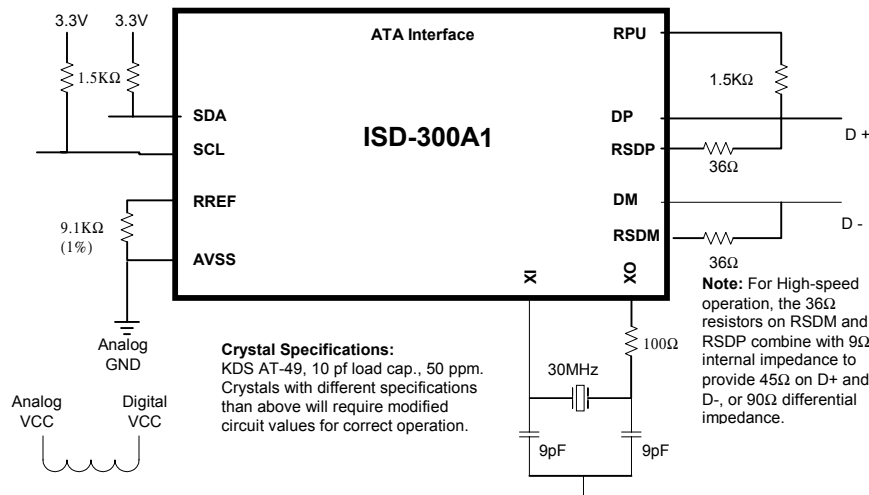 3.3V 3.3V
ATA Interface
RPU
1.5KΩ
1.5KΩ
SDA
DP
ISD-300A1
D +
SCL
RSDP
36Ω
RREF
DM
9.1KΩ
(1%)
D -
RSDM
AVSS
36Ω
XI
XO
Analog
GND
Note: For High-speed
operation, the 36Ω
resistors on RSDM and
RSDP combine with 9Ω
internal impedance to
provide 45Ω on D+ and
D-, or 90Ω differential
impedance.
100Ω
Crystal Specifications:
KDS AT-49, 10 pf load cap., 50 ppm.
Crystals with different specifications
than above will require modified
circuit values for correct operation.
30MHz
Analog
VCC
Digital
VCC
9pF
9pF